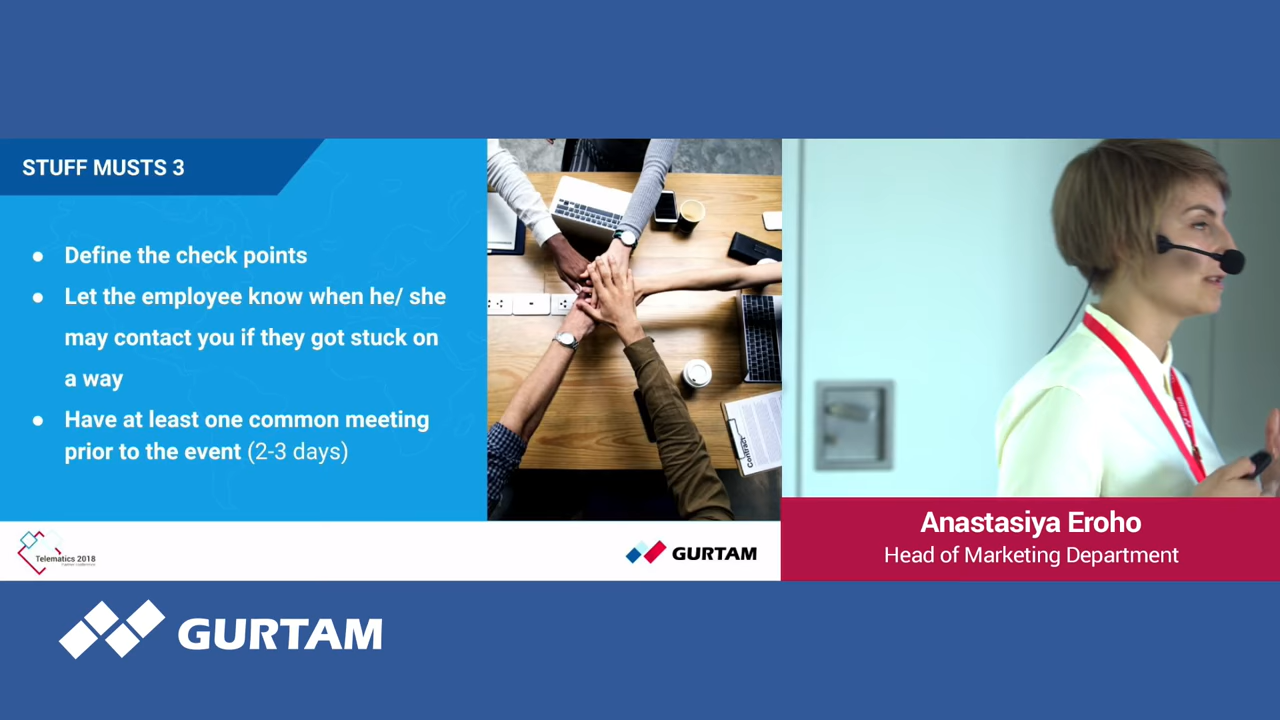 STUFF MUSTS 3
Define the check points
Let the employee know when he/ she
may contact you if they got stuck on
a way
Have at least one common meeting
prior to the event (2-3 days)
Contract
Telematics 2018
GURTAM
Anastasiya Eroho
Head of Marketing Department
GURTAM